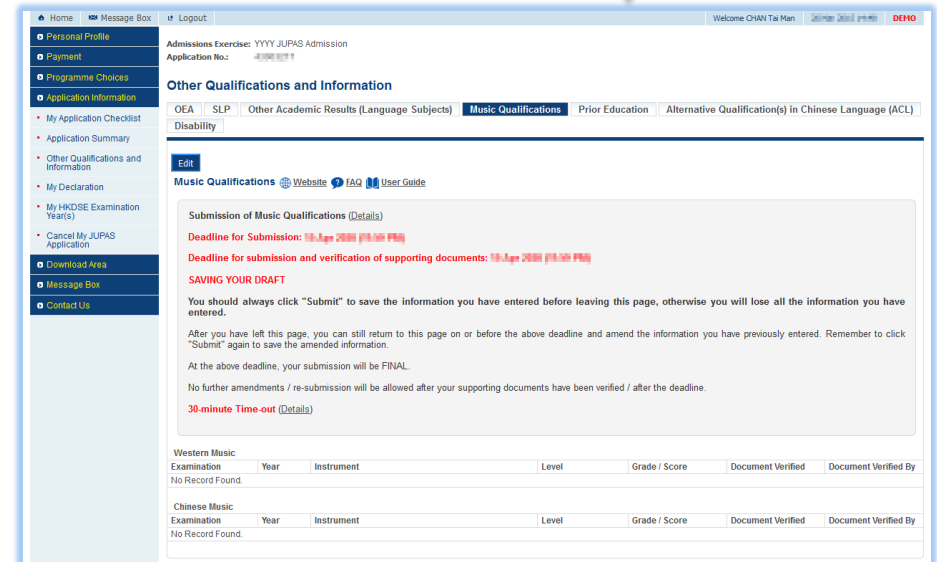 Home Message Box Logout Welcome CHAN Tai Man DEMO
Personal Profile
Payment
Programme Choices
Application Information
My Application Checklist
Application Summary
Other Qualifications and
Information
My Declaration
My HKDSE Examination
Year(s)
Cancel My JUPAS
Application
Download Area
Message Box
Contact Us
Admissions Exercise: YYYY JUPAS Admission
Application No.:
Other Qualifications and Information
OEA SLP Other Academic Results (Language Subjects) Music Qualifications Prior Education Alternative Qualification(s) in Chinese Language (ACL)
Disability
Edit
Music Qualifications Website FAQ User Guide
Submission of Music Qualifications (Details)
Deadline for Submission:
Deadline for submission and verification of supporting documents:
SAVING YOUR DRAFT
You should always click "Submit" to save the information you have entered before leaving this page, otherwise you will lose all the information you have
entered.
After you have left this page, you can still return to this page on or before the above deadline and amend the information you have previously entered. Remember to click
"Submit" again to save the amended information.
At the above deadline, your submission will be FINAL.
No further amendments / re-submission will be allowed after your supporting documents have been verified / after the deadline.
30-minute Time-out (Details)
Western Music
Examination Year Instrument Level Grade / Score Document Verified Document Verified By
No Record Found.
Chinese Music
Examination Year Instrument Level Grade / Score Document Verified Document Verified By
No Record Found.